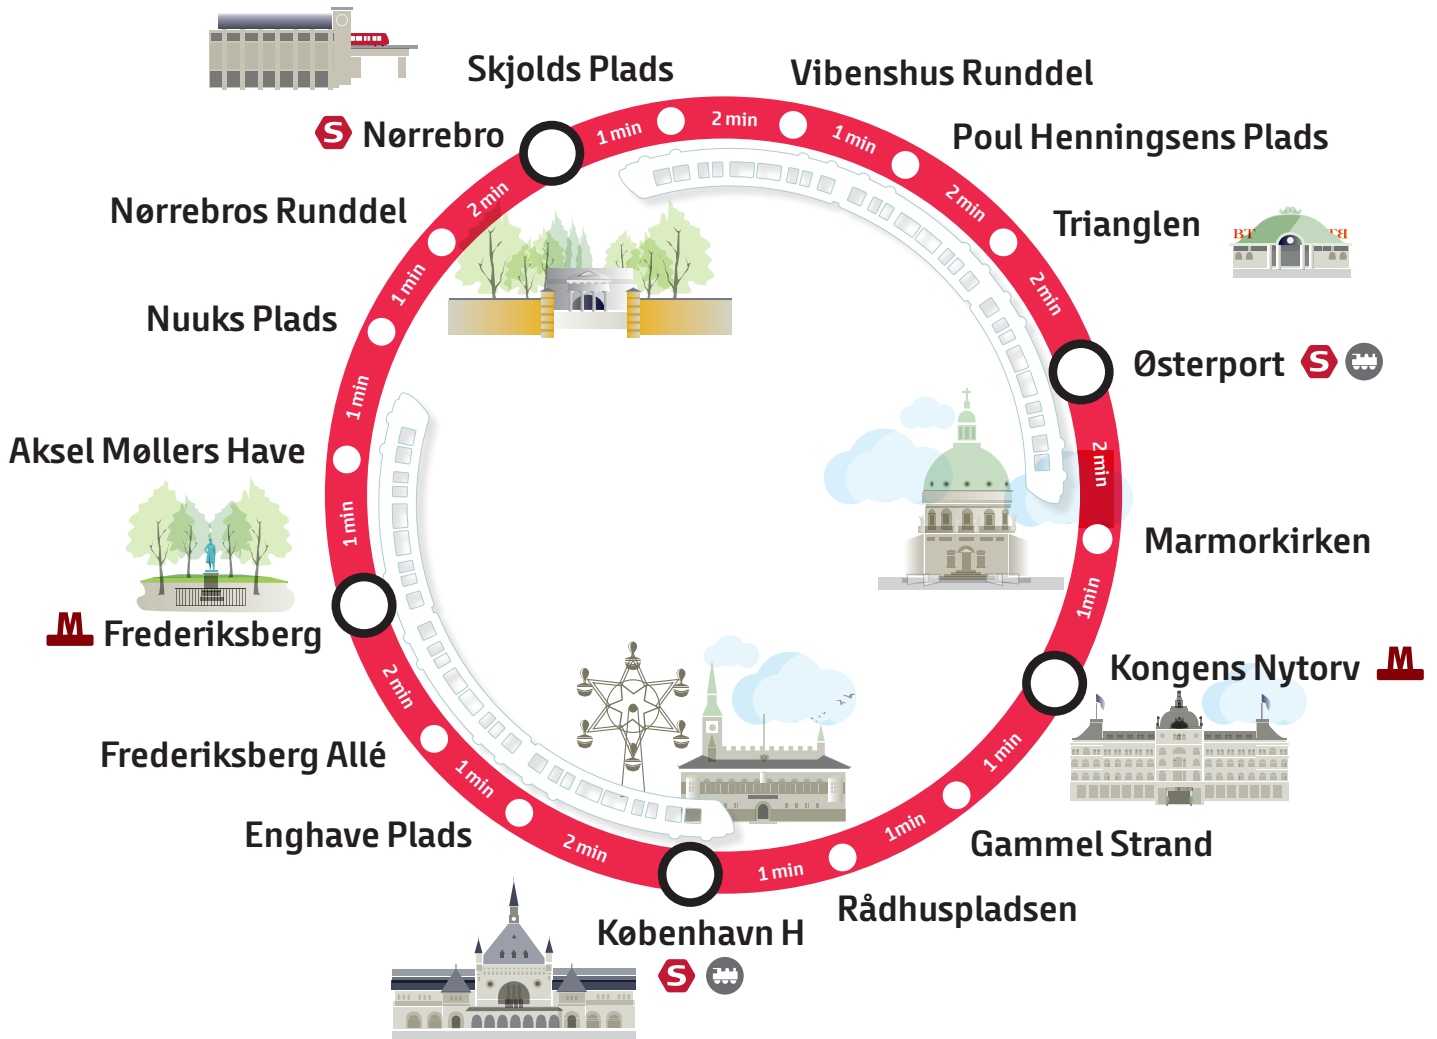 Skjolds Plads
Vibenshus Runddel
S Nørrebro
1 min
2 min
1 min
Poul Henningsens Plads
Nørrebros Runddel
2 min
2 min
Trianglen
BT
TB
1 min
2 min
Nuuks Plads
Østerport S
1 min
2 min
Aksel Møllers Have
1 min
Marmorkirken
1min
M Frederiksberg
Kongens Nytorv M
2 min
1 min
Frederiksberg Allé
1 min
1min
Enghave Plads
2 min
1 min
Gammel Strand
Rådhuspladsen
København H
S